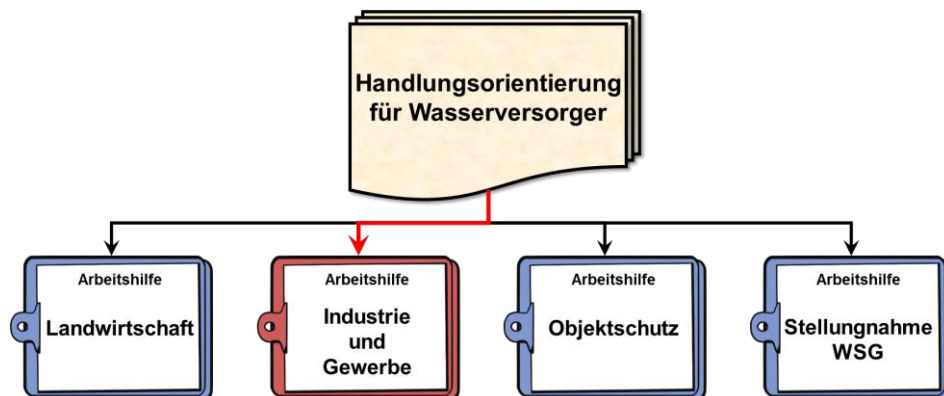 Handlungsorientierung
für Wasserversorger
Arbeitshilfe
Landwirtschaft
Arbeitshilfe
Industrie
und
Gewerbe
Arbeitshilfe
Objektschutz
Arbeitshilfe
Stellungnahme
WSG